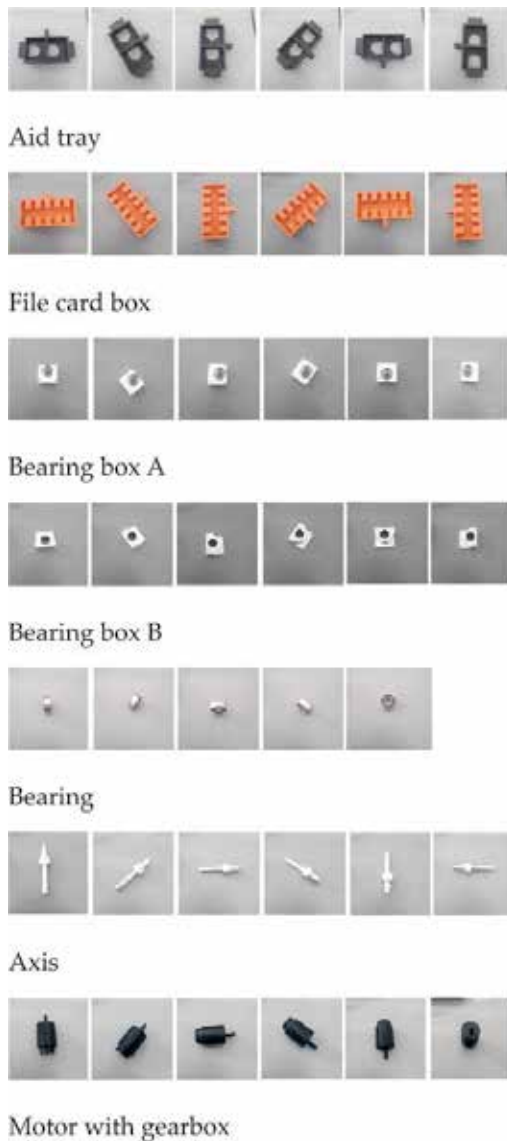 Aid tray
File card box
Bearing box A
Bearing box B
Bearing
Axis
Motor with gearbox